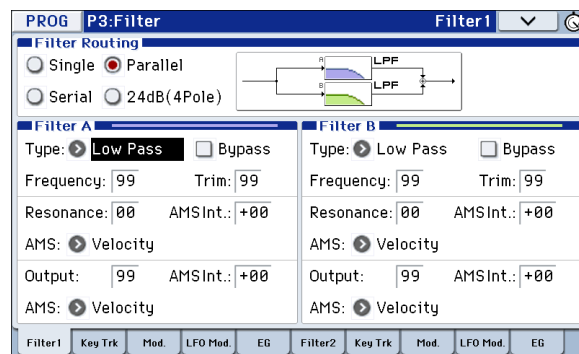 PROG P3:Filter Filter1
Filter Routing
Single Parallel
Serial 24dB(4Pole)
A LPF
B LPF
Filter A
Type: Low Pass Bypass
Frequency: 99 Trim: 99
Resonance: 00 AMS Int.: +00
AMS: Velocity
Output: 99 AMS Int.: +00
AMS: Velocity
Filter B
Type: Low Pass Bypass
Frequency: 99 Trim: 99
Resonance: 00 AMS Int.: +00
AMS: Velocity
Output: 99 AMS Int.: +00
AMS: Velocity
Filter1 Key Trk Mod. LFO Mod. EG Filter2 Key Trk Mod. LFO Mod. EG